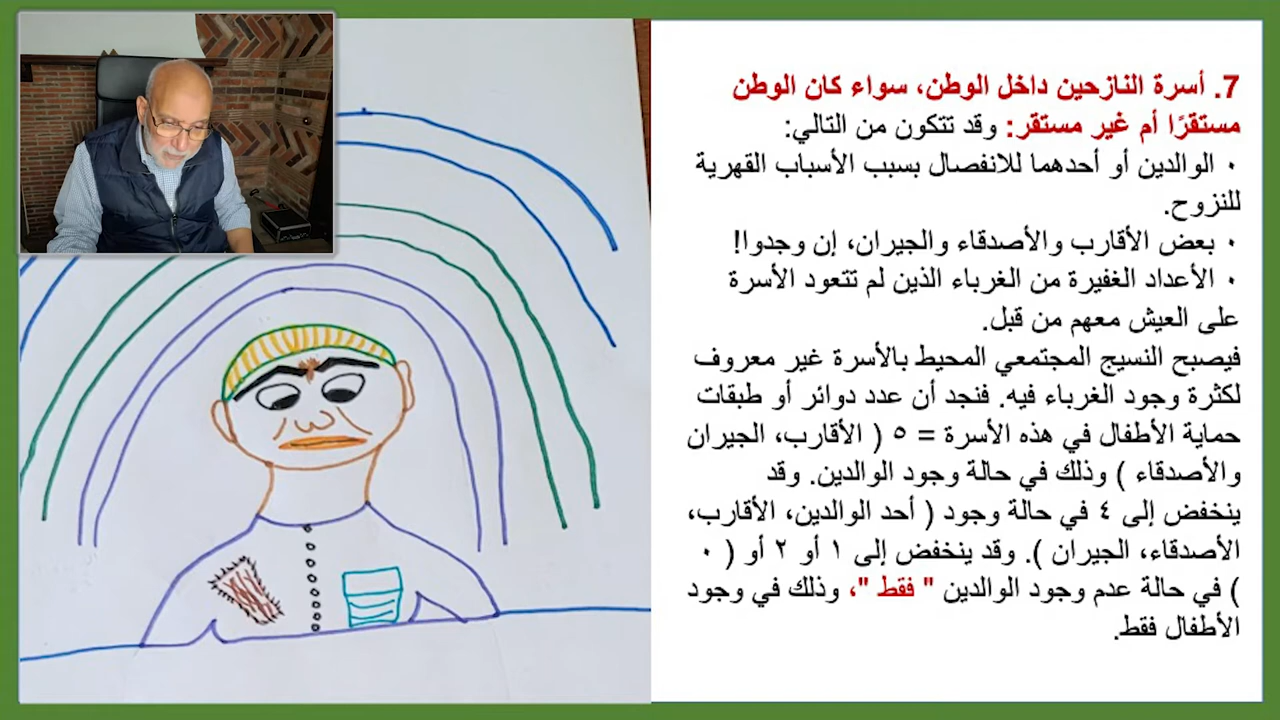 7. أسرة النازحين داخل الوطن، سواء كان الوطن
مستقرًا أم غير مستقر: وقد تتكون من التالي:
٠ الوالدين أو أحدهما للانفصال بسبب الأسباب القهرية
للنزوح.
٠ بعض الأقارب والأصدقاء والجيران، إن وجدوا!
٠ الأعداد الغفيرة من الغرباء الذين لم تتعود الأسرة
على العيش معهم من قبل.
فيصبح النسيج المجتمعي المحيط بالأسرة غير معروف
لكثرة وجود الغرباء فيه. فنجد أن عدد دوائر أو طبقات
حماية الأطفال في هذه الأسرة = ٥ ( الأقارب، الجيران
والأصدقاء ) وذلك في حالة وجود الوالدين. وقد
ينخفض إلى ٤ في حالة وجود ( أحد الوالدين، الأقارب،
الأصدقاء، الجيران ). وقد ينخفض إلى ١ أو ٢ أو ( ٠
) في حالة عدم وجود الوالدين " فقط "، وذلك في وجود
الأطفال فقط.